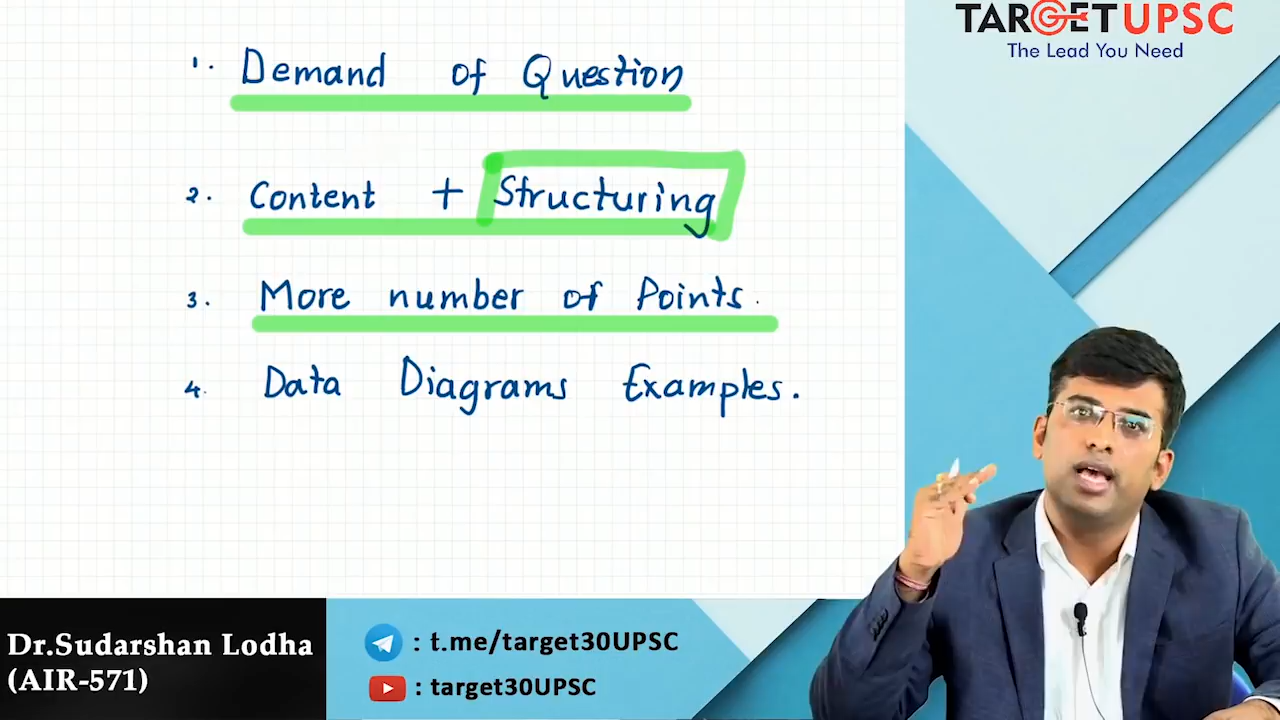 TARGET UPSC
The Lead You Need
1. Demand of Question
2. Content + Structuring
3. More number of Points.
4. Data Diagrams Examples.
Dr.Sudarshan Lodha
(AIR-571)
: t.me/target30UPSC
: target30UPSC